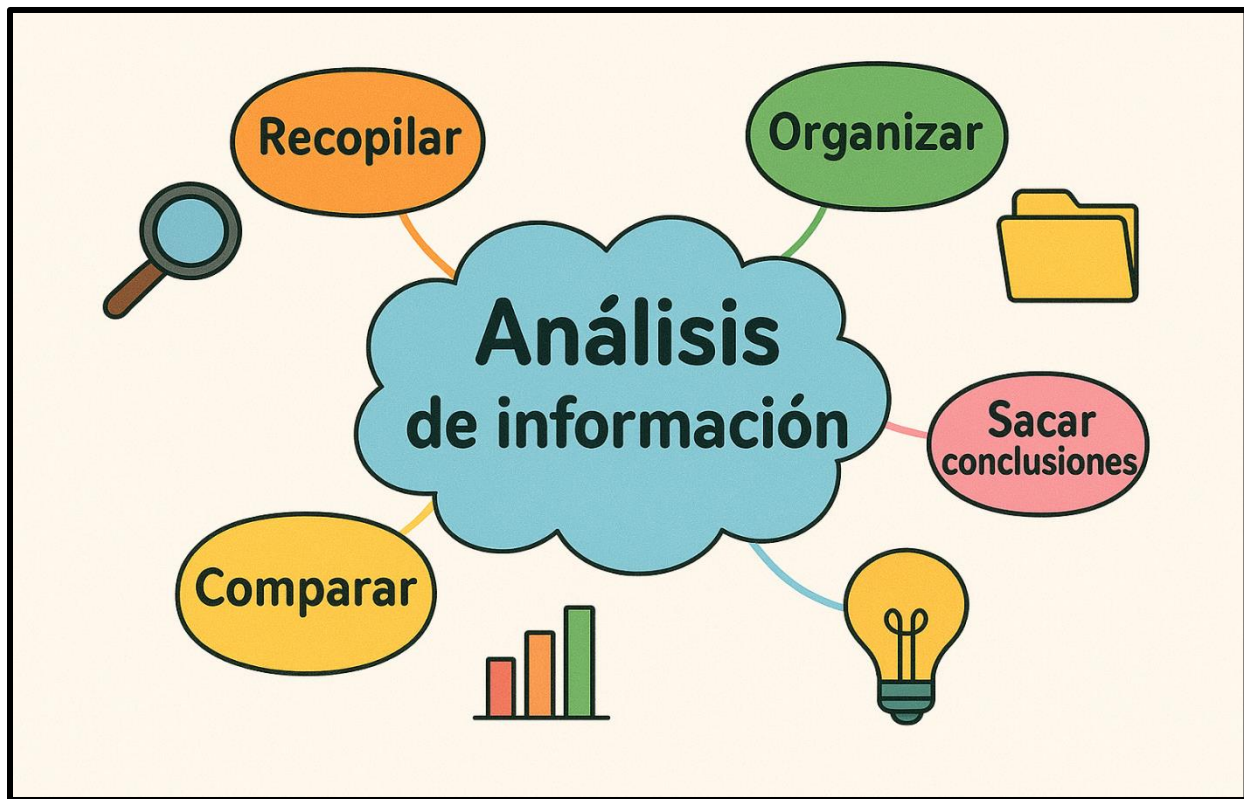 Recopilar
Organizar
Análisis
de información
Sacar
conclusiones
Comparar